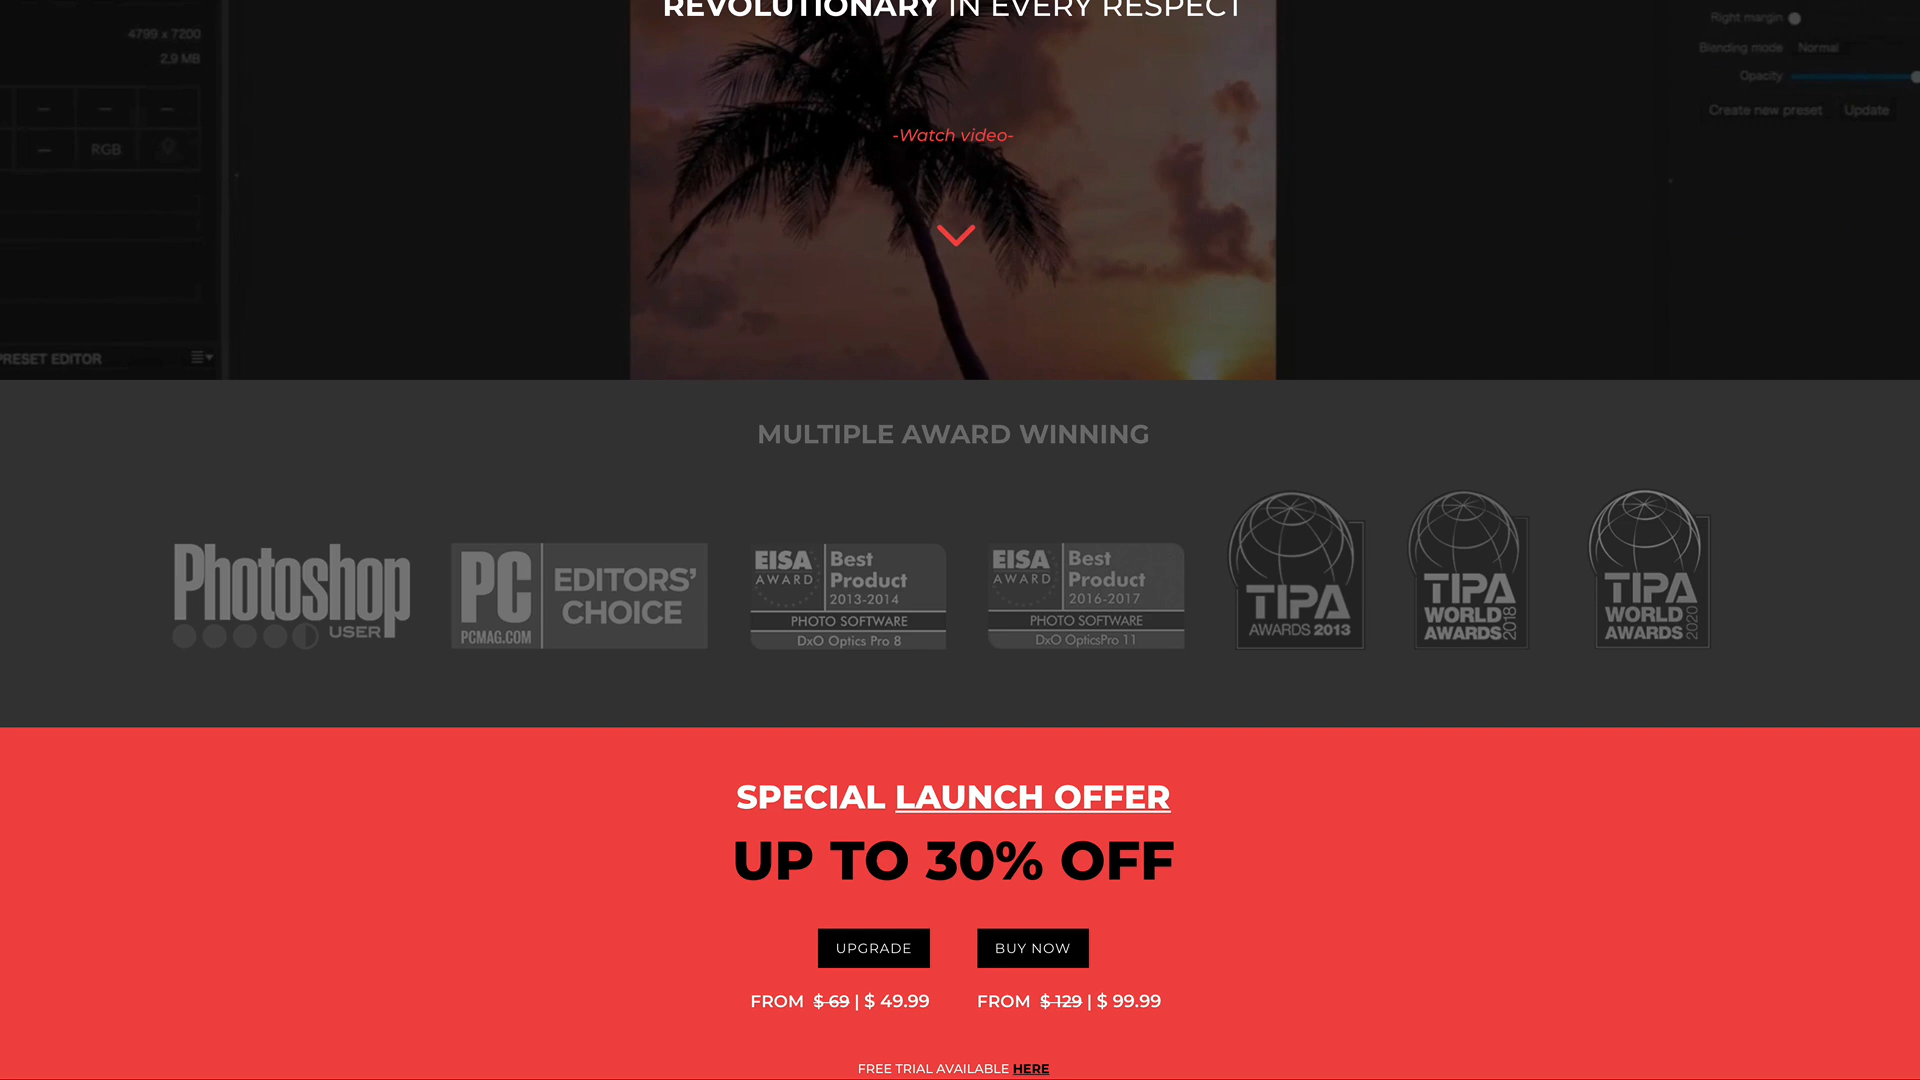 REVOLUTIONARY IN EVERY RESPECT
4799 x 7200
2,9 MB
RGB
PRESET EDITOR
Right margin
Blending mode Normal
Opacity
Create new preset Update
-Watch video-
MULTIPLE AWARD WINNING
Photoshop
USER
PC
PCMAG.COM
EDITORS’
CHOICE
EISA
AWARD
Best
Product
2013-2014
PHOTO SOFTWARE
DxO Optics Pro 8
EISA
AWARD
Best
Product
2016-2017
PHOTO SOFTWARE
DxO OpticsPro 11
TIPA
AWARDS 2013
TIPA
WORLD
AWARDS 2018
TIPA
WORLD
AWARDS 2020
SPECIAL LAUNCH OFFER
UP TO 30% OFF
UPGRADE
BUY NOW
FROM $ 69 | $ 49.99
FROM $ 129 | $ 99.99
FREE TRIAL AVAILABLE HERE